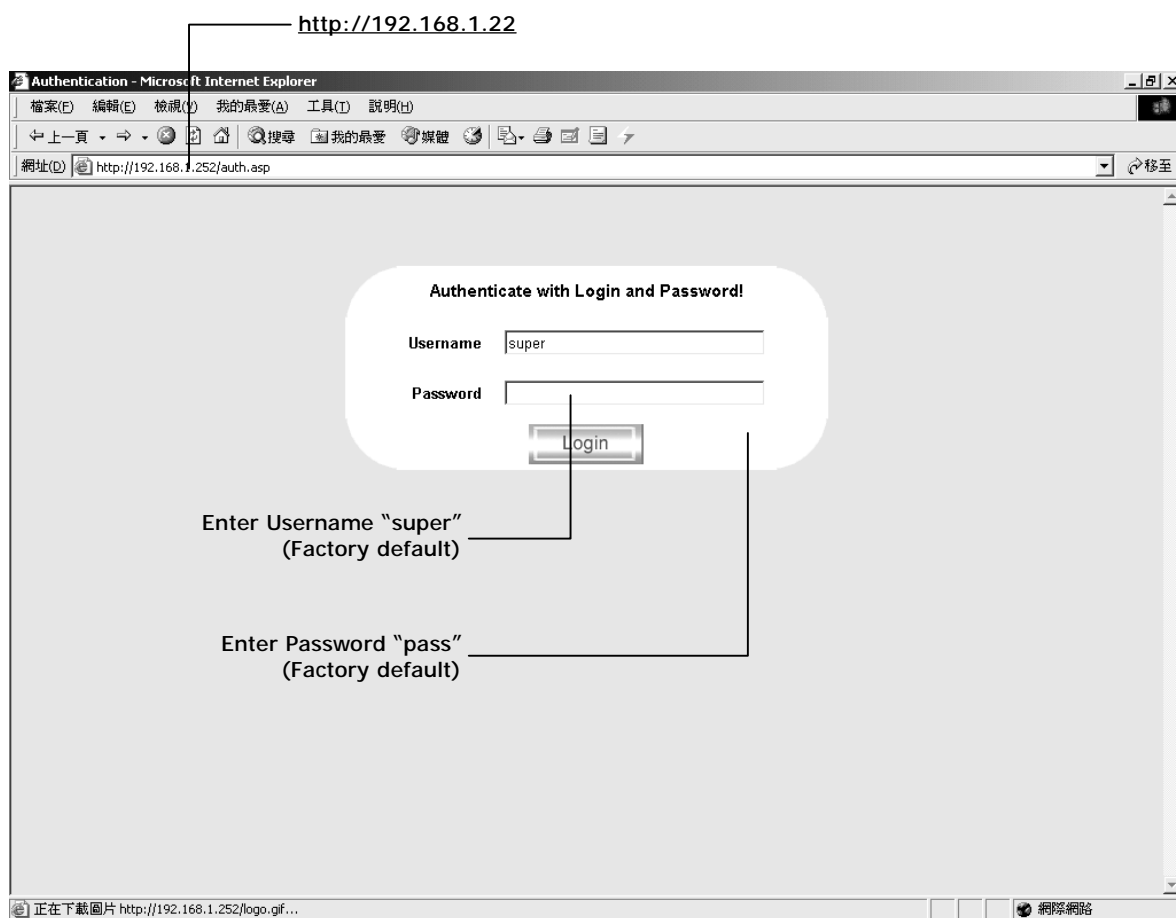 http://192.168.1.22
Authentication - Microsoft Internet Explorer
檔案(F) 編輯(E) 檢視(V) 我的最愛(A) 工具(T) 說明(H)
上一頁 搜尋 我的最愛 媒體
網址(D) http://192.168.1.252/auth.asp 移至
Authenticate with Login and Password!
Username super
Password
Login
Enter Username “super”
(Factory default)
Enter Password “pass”
(Factory default)
正在下載圖片 http://192.168.1.252/logo.gif... 網際網路